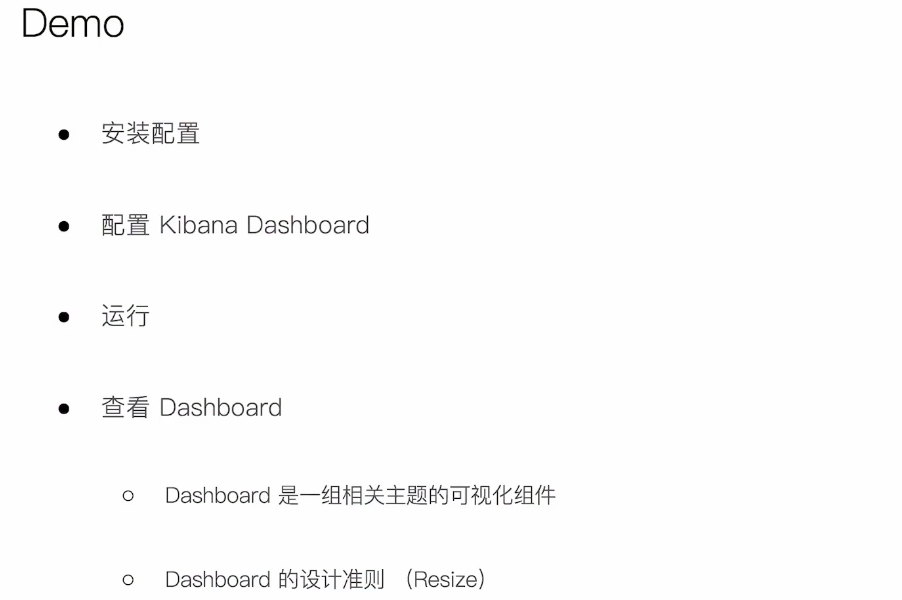 Demo
安装配置
配置 Kibana Dashboard
运行
查看 Dashboard
Dashboard 是一组相关主题的可视化组件
Dashboard 的设计准则 （Resize）